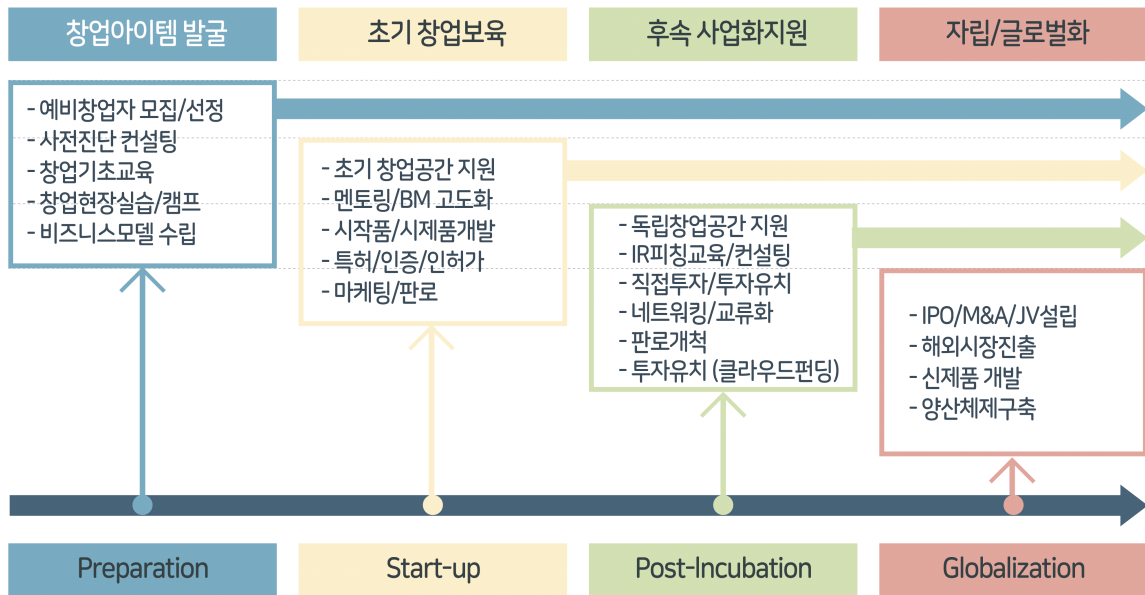 창업아이템 발굴
초기 창업보육
후속 사업화지원
자립/글로벌화
- 예비창업자 모집/선정
- 사전진단 컨설팅
- 창업기초교육
- 창업현장실습/캠프
- 비즈니스모델 수립
- 초기 창업공간 지원
- 멘토링/BM 고도화
- 시작품/시제품개발
- 특허/인증/인허가
- 마케팅/판로
- 독립창업공간 지원
- IR피칭교육/컨설팅
- 직접투자/투자유치
- 네트워킹/교류화
- 판로개척
- 투자유치 (클라우드펀딩)
- IPO/M&A/JV설립
- 해외시장진출
- 신제품 개발
- 양산체제구축
Preparation
Start-up
Post-Incubation
Globalization